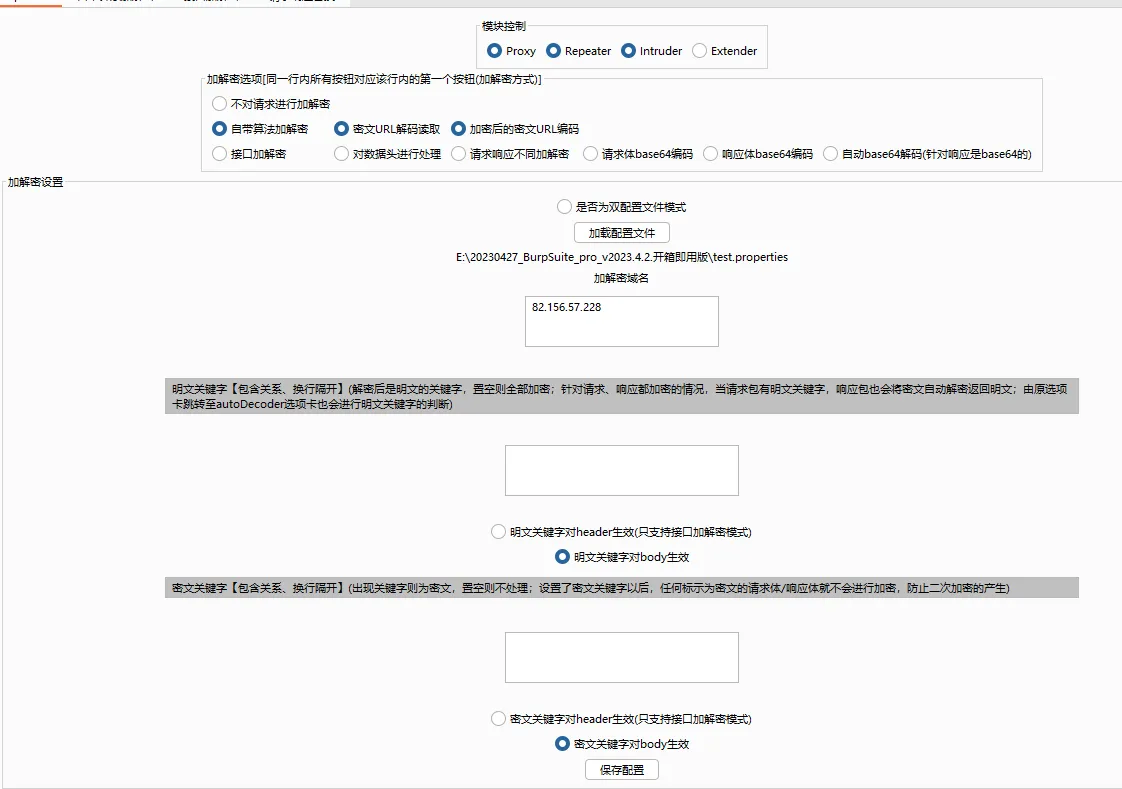 模块控制
Proxy Repeater Intruder Extender
加解密选项[同一行内所有按钮对应该行内的第一个按钮(加解密方式)]
不对请求进行加解密
自带算法加解密 密文URL解码读取 加密后的密文URL编码
接口加解密 对数据头进行处理 请求响应不同加解密 请求体base64编码 响应体base64编码 自动base64解码(针对响应是base64的)
加解密设置
是否为双配置文件模式
加载配置文件
E:\20230427_BurpSuite_pro_v2023.4.2.开箱即用版\test.properties
加解密域名
82.156.57.228
明文关键字【包含关系、换行隔开】(解密后是明文的关键字，置空则全部加密；针对请求、响应都加密的情况，当请求包有明文关键字，响应包也会将密文自动解密返回明文；由原选项
卡跳转至autoDecoder选项卡也会进行明文关键字的判断)
明文关键字对header生效(只支持接口加解密模式)
明文关键字对body生效
密文关键字【包含关系、换行隔开】(出现关键字则为密文，置空则不处理；设置了密文关键字以后，任何标示为密文的请求体/响应体就不会进行加密，防止二次加密的产生)
密文关键字对header生效(只支持接口加解密模式)
密文关键字对body生效
保存配置